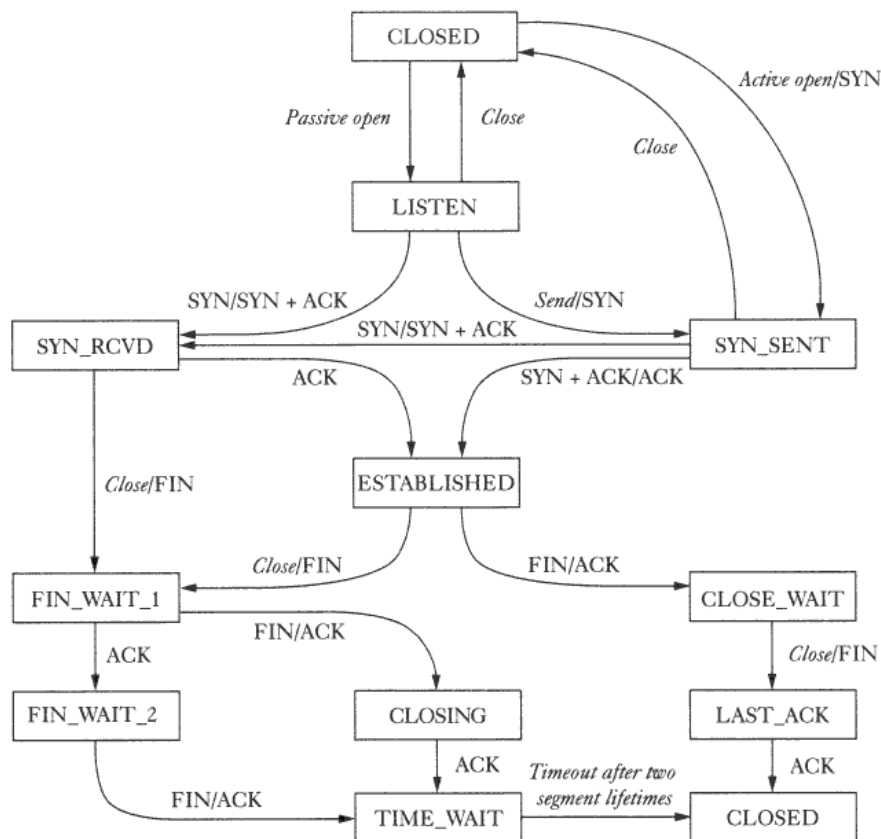 CLOSED
Active open/SYN
Passive open
Close
Close
LISTEN
SYN/SYN + ACK
Send/SYN
SYN/SYN + ACK
SYN_RCVD
SYN_SENT
ACK
SYN + ACK/ACK
ESTABLISHED
Close/FIN
Close/FIN
FIN/ACK
FIN_WAIT_1
CLOSE_WAIT
FIN/ACK
ACK
Close/FIN
FIN_WAIT_2
CLOSING
LAST_ACK
ACK
Timeout after two
segment lifetimes
ACK
FIN/ACK
TIME_WAIT
CLOSED